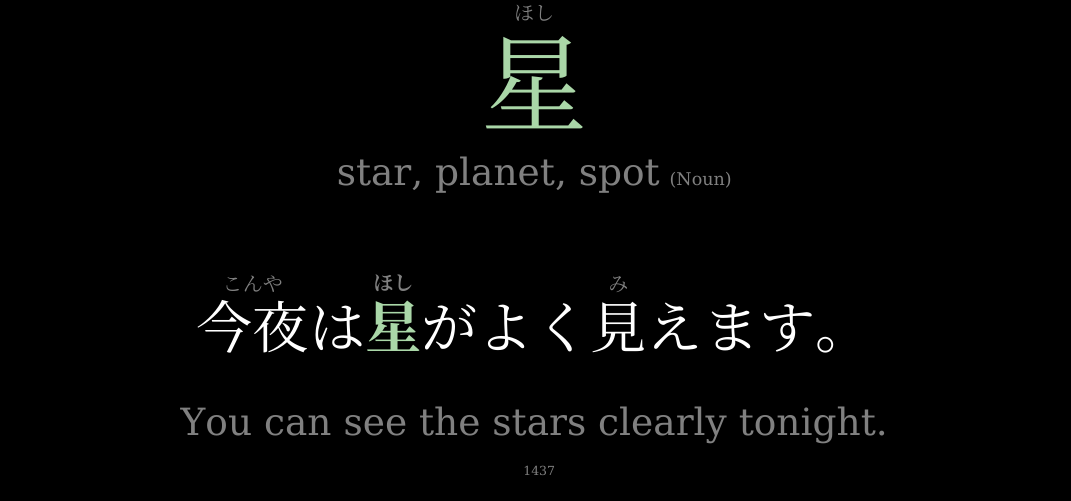 ほし
星
star, planet, spot (Noun)
こんや ほし み
今夜は星がよく見えます。
You can see the stars clearly tonight.
1437